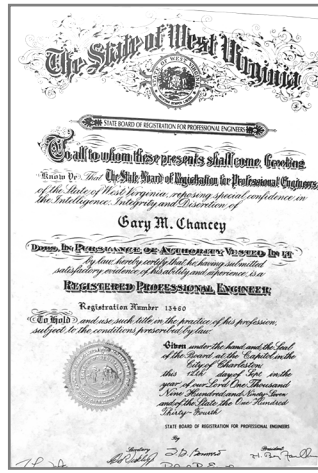 The State of West Virginia
STATE BOARD OF REGISTRATION FOR PROFESSIONAL ENGINEERS
To all to whom these presents shall come, Greeting
Know Ye That The State Board of Registration for Professional Engineers
of the State of West Virginia, reposing special confidence in
the Intelligence, Integrity and Discretion of
Gary M. Chancey
Does, In Pursuance of Authority Vested In It
by law, hereby certify that he, having submitted
satisfactory evidence of his ability and experience, is a
REGISTERED PROFESSIONAL ENGINEER
Registration Number 13460
To Hold and use such title in the practice of his profession,
subject to the conditions prescribed by law.
Given under the hand and the Seal
of the Board at the Capitol in the
City of Charleston
this 12th day of Sept in the
year of our Lord One Thousand
Nine Hundred and Ninety-Seven
and of the State, the One Hundred
Thirty-Fourth
STATE BOARD OF REGISTRATION FOR PROFESSIONAL ENGINEERS
By
Secretary President